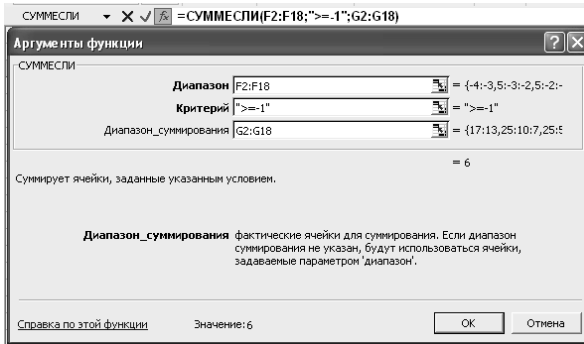 СУММЕСЛИ =СУММЕСЛИ(F2:F18;">=-1";G2:G18)
Аргументы функции
СУММЕСЛИ
Диапазон F2:F18 = {-4:-3,5:-3:-2,5:-2:-
Критерий ">=-1" = ">=-1"
Диапазон_суммирования G2:G18 = {17:13,25:10:7,25:5
= 6
Суммирует ячейки, заданные указанным условием.
Диапазон_суммирования фактические ячейки для суммирования. Если диапазон
суммирования не указан, будут использоваться ячейки,
задаваемые параметром 'диапазон'.
Справка по этой функции Значение:6 OK Отмена